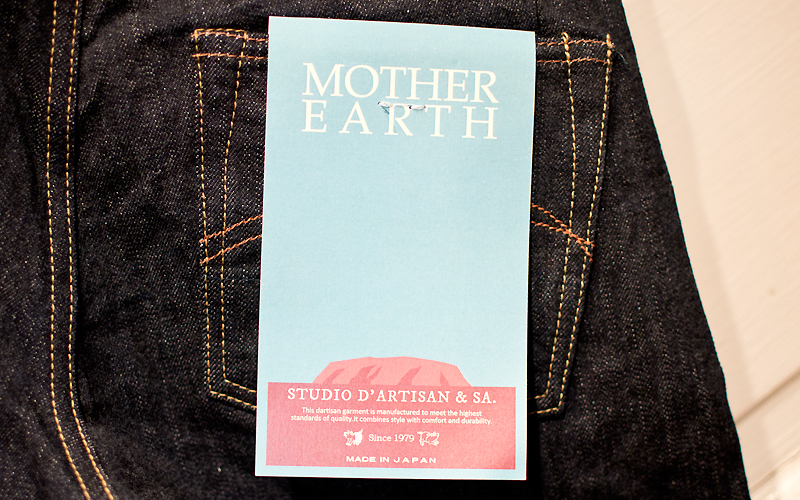 MOTHER
EARTH
STUDIO D'ARTISAN & SA.
This dartisan garment is manufactured to meet the highest
standards of quality.It combines style with comfort and durability.
Since 1979
MADE IN JAPAN